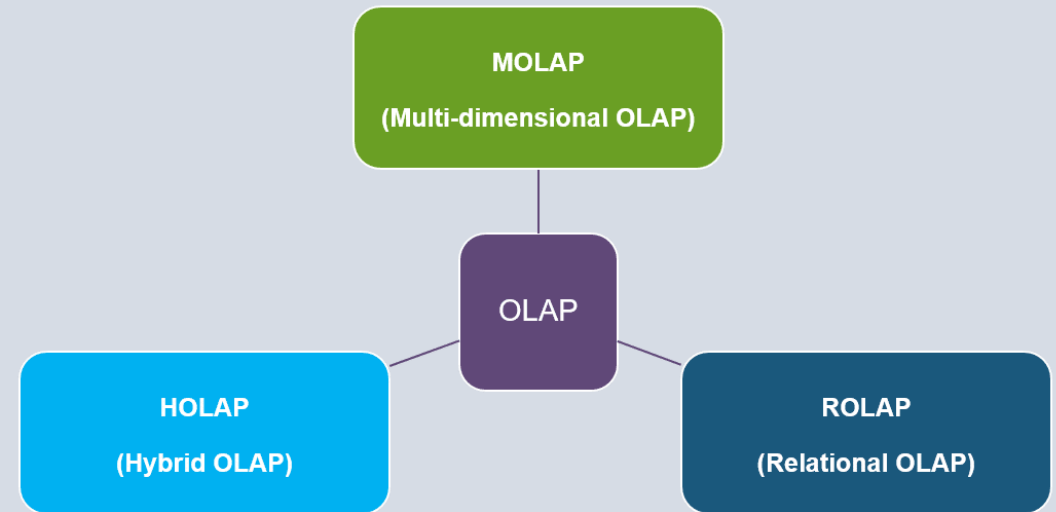 MOLAP
(Multi-dimensional OLAP)
OLAP
HOLAP
(Hybrid OLAP)
ROLAP
(Relational OLAP)